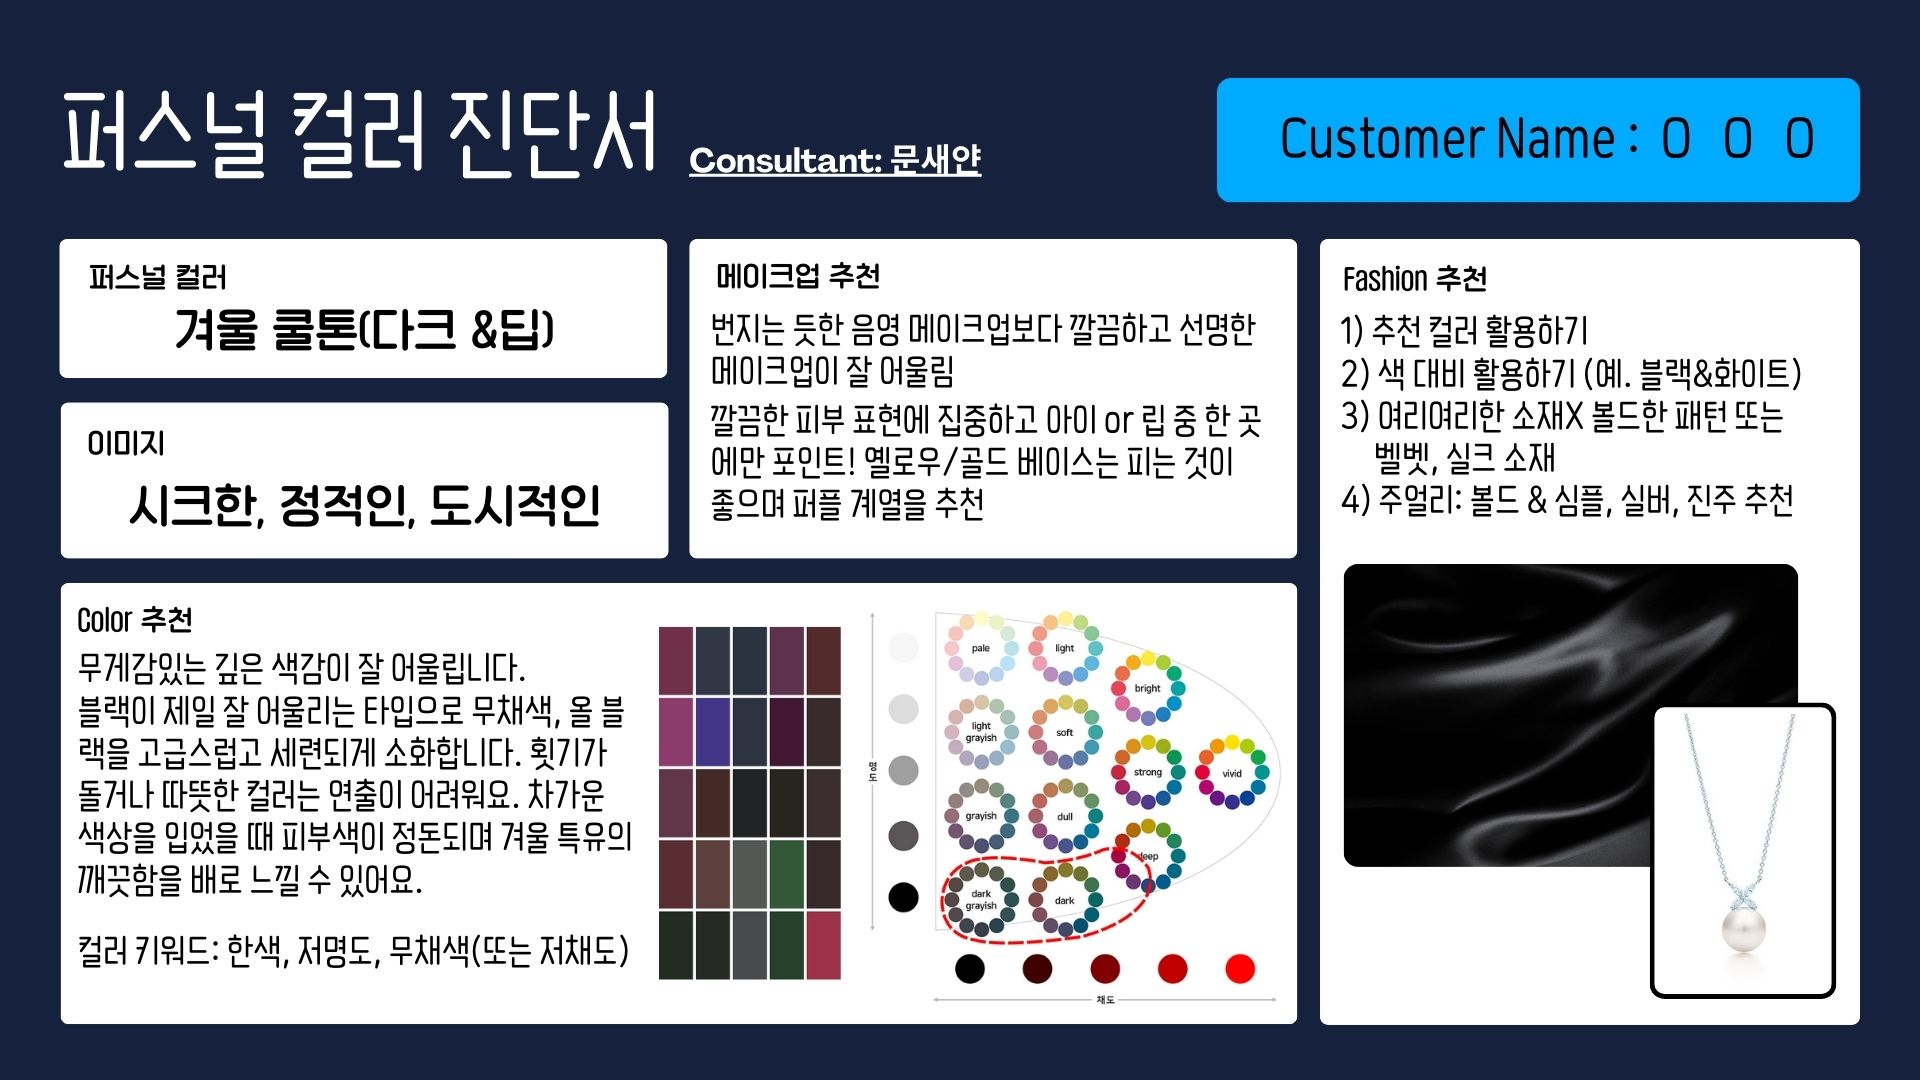 퍼스널 컬러 진단서
Consultant: 문새얀
Customer Name : O O O
퍼스널 컬러
겨울 쿨톤(다크 &딥)
이미지
시크한, 정적인, 도시적인
메이크업 추천
번지는 듯한 음영 메이크업보다 깔끔하고 선명한
메이크업이 잘 어울림
깔끔한 피부 표현에 집중하고 아이 or 립 중 한 곳
에만 포인트! 옐로우/골드 베이스는 피는 것이
좋으며 퍼플 계열을 추천
Fashion 추천
1) 추천 컬러 활용하기
2) 색 대비 활용하기 (예. 블랙&화이트)
3) 여리여리한 소재X 볼드한 패턴 또는
벨벳, 실크 소재
4) 주얼리: 볼드 & 심플, 실버, 진주 추천
Color 추천
무게감있는 깊은 색감이 잘 어울립니다.
블랙이 제일 잘 어울리는 타입으로 무채색, 올 블
랙을 고급스럽고 세련되게 소화합니다. 횟기가
돌거나 따뜻한 컬러는 연출이 어려워요. 차가운
색상을 입었을 때 피부색이 정돈되며 겨울 특유의
깨끗함을 배로 느낄 수 있어요.
컬러 키워드: 한색, 저명도, 무채색(또는 저채도)
명도
pale
light
bright
light
grayish
soft
strong
vivid
grayish
dull
deep
dark
grayish
dark
채도